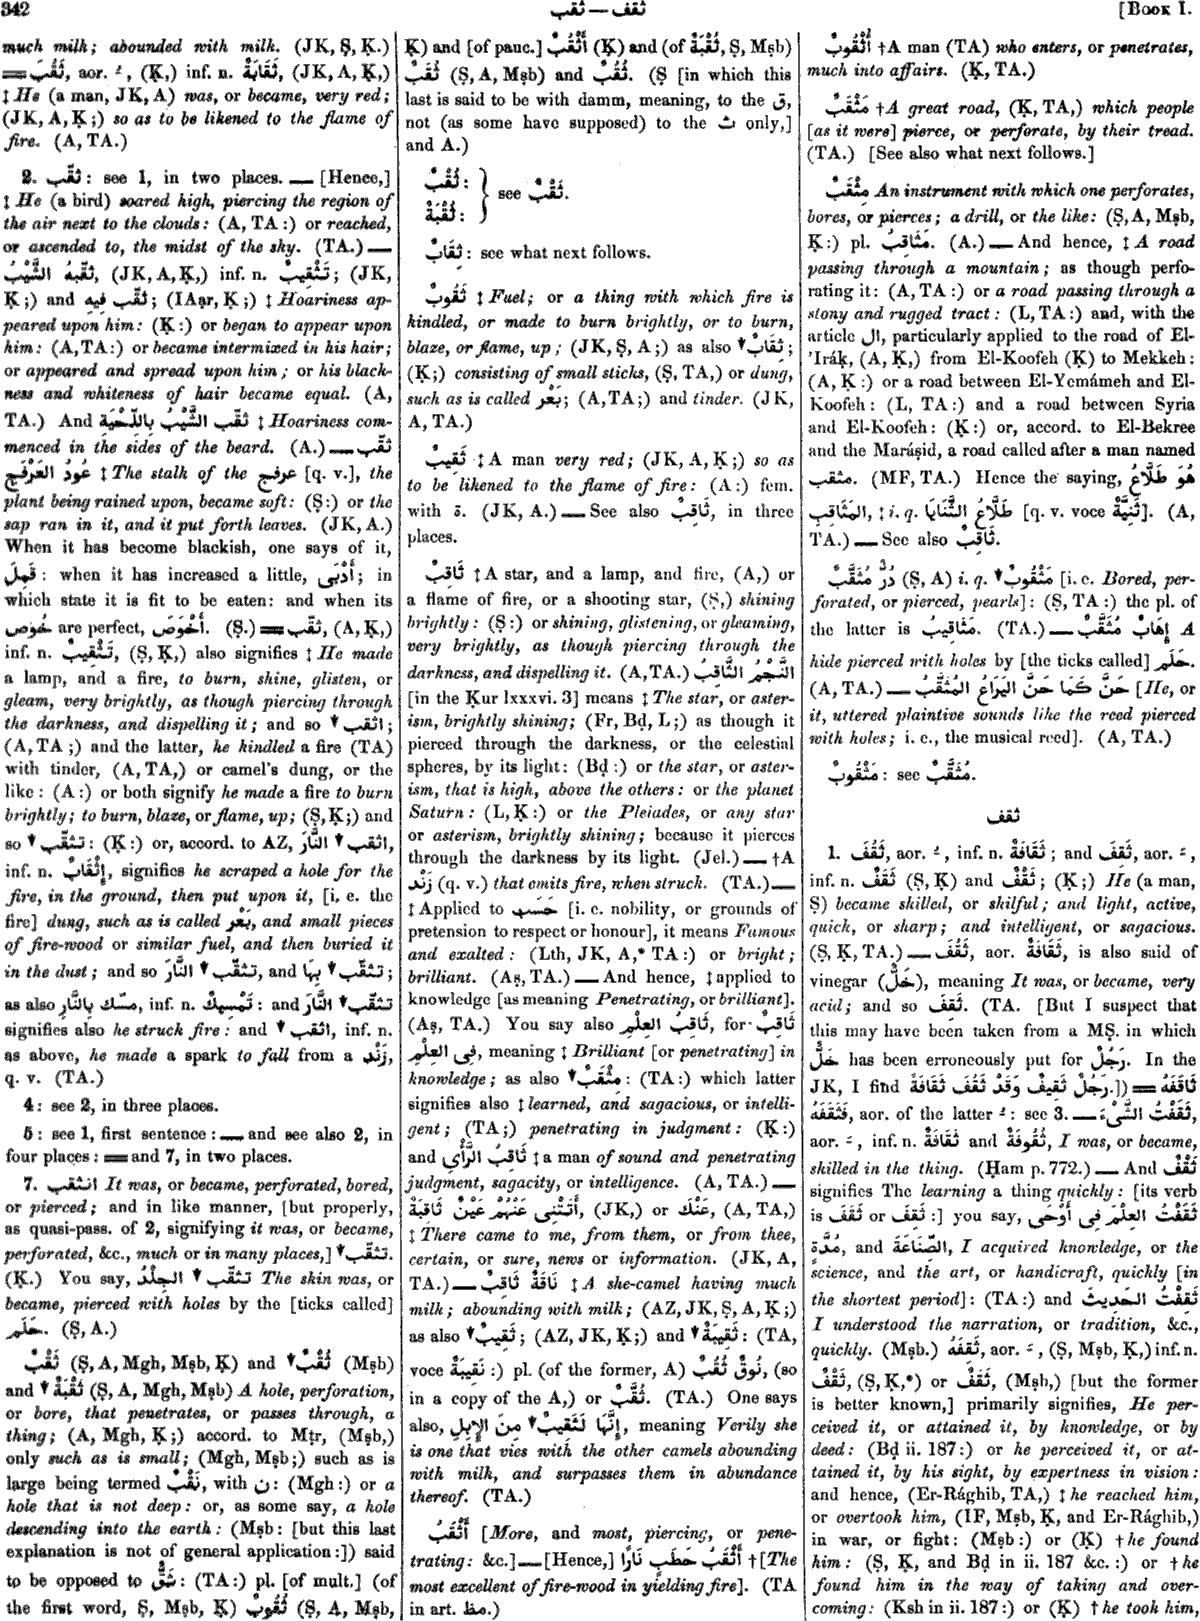 342
ثقف — ثقب
[BOOK I.
much milk; abounded with milk. (JK, Ṣ, Ḳ.)
═ ثَقُبَ, aor. ـُ, (Ḳ,) inf. n. ثَقَابَةٌ, (JK, A, Ḳ,)
‡ He (a man, JK, A) was, or became, very red;
(JK, A, Ḳ;) so as to be likened to the flame of
fire. (A, TA.)
2. ثقّب: see 1, in two places. — [Hence,]
‡ He (a bird) soared high, piercing the region of
the air next to the clouds: (A, TA:) or reached,
or ascended to, the midst of the sky. (TA.) —
ثَقَّبَهُ الشَّيْبُ, (JK, A, Ḳ,) inf. n. تَثْقِيبٌ; (JK,
Ḳ;) and ثقّب فِيهِ; (IAạr, Ḳ;) ‡ Hoariness ap-
peared upon him: (Ḳ:) or began to appear upon
him: (A, TA:) or became intermixed in his hair;
or appeared and spread upon him; or his black-
ness and whiteness of hair became equal. (A,
TA.) And ثقّب الشَّيْبُ بِاللِّحْيَةِ ‡ Hoariness com-
menced in the sides of the beard. (A.) — ثقّب
عُودُ العَرْفَجِ ‡ The stalk of the عرفج [q. v.], the
plant being rained upon, became soft: (Ṣ:) or the
sap ran in it, and it put forth leaves. (JK, A.)
When it has become blackish, one says of it,
قَمِلَ: when it has increased a little, أَدْبَى; in
which state it is fit to be eaten: and when its
خُوص are perfect, أَخْوَصَ. (Ṣ.) ═ ثقّب, (A, Ḳ,)
inf. n. تَثْقِيبٌ, (Ṣ, Ḳ,) also signifies ‡ He made
a lamp, and a fire, to burn, shine, glisten, or
gleam, very brightly, as though piercing through
the darkness, and dispelling it; and so ▼ اثقب;
(A, TA;) and the latter, he kindled a fire (TA)
with tinder, (A, TA,) or camel's dung, or the
like: (A:) or both signify he made a fire to burn
brightly; to burn, blaze, or flame, up; (Ṣ, Ḳ;) and
so ▼ تثقّب: (Ḳ:) or, accord. to AZ, اثقب ▼ النَّارَ,
inf. n. إِثْقَابٌ, signifies he scraped a hole for the
fire, in the ground, then put upon it, [i. e. the
fire] dung, such as is called بَعْر, and small pieces
of fire-wood or similar fuel, and then buried it
in the dust; and so تثقّب ▼ النَّارَ, and تثقّب ▼ بِهَا;
as also مسّك بِالنَّارِ, inf. n. تَمْسِيكٌ: and تثقّب ▼ النَّارَ
signifies also he struck fire: and ▼ اثقب, inf. n.
as above, he made a spark to fall from a زَنْد,
q. v. (TA.)
4: see 2, in three places.
5: see 1, first sentence: — and see also 2, in
four places: ═ and 7, in two places.
7. انثقب It was, or became, perforated, bored,
or pierced; and in like manner, [but properly,
as quasi-pass. of 2, signifying it was, or became,
perforated, &c., much or in many places,] ▼ تثقّب.
(Ḳ.) You say, تثقّب ▼ الجِلْدُ The skin was, or
became, pierced with holes by the [ticks called]
حَلَم. (Ṣ, A.)
ثَقْبٌ (Ṣ, A, Mgh, Mṣb, Ḳ) and ▼ ثُقْبٌ (Mṣb)
and ▼ ثُقْبَةٌ (Ṣ, A, Mgh, Mṣb) A hole, perforation,
or bore, that penetrates, or passes through, a
thing; (A, Mgh, Ḳ;) accord. to Mṭr, (Mṣb,)
only such as is small; (Mgh, Mṣb;) such as is
large being termed نَقْبٌ, with ن: (Mgh:) or a
hole that is not deep: or, as some say, a hole
descending into the earth: (Mṣb: [but this last
explanation is not of general application:]) said
to be opposed to شَقٌّ: (TA:) pl. [of mult.] (of
the first word, Ṣ, Mṣb, Ḳ) ثُقُوبٌ (Ṣ, A, Mṣb,
Ḳ) and [of pauc.] أَثْقُبٌ (Ḳ) and (of ثُقْبَةٌ, Ṣ, Mṣb)
ثُقَبٌ (Ṣ, A, Mṣb) and ثُقُبٌ. (Ṣ [in which this
last is said to be with damm, meaning, to the ق,
not (as some have supposed) to the ث only,]
and A.)
ثُقْبٌ:
ثُقْبَةٌ:
} see ثَقْبٌ.
ثِقَابٌ: see what next follows.
ثَقُوبٌ ‡ Fuel; or a thing with which fire is
kindled, or made to burn brightly, or to burn,
blaze, or flame, up; (JK, Ṣ, A;) as also ▼ ثِقَابٌ;
(Ḳ;) consisting of small sticks, (Ṣ, TA,) or dung,
such as is called بَعْر; (A, TA;) and tinder. (JK,
A, TA.)
ثَقِيبٌ ‡ A man very red; (JK, A, Ḳ;) so as
to be likened to the flame of fire: (A:) fem.
with ة. (JK, A.) — See also ثَاقِبٌ, in three
places.
ثَاقِبٌ ‡ A star, and a lamp, and fire, (A,) or
a flame of fire, or a shooting star, (Ṣ,) shining
brightly: (Ṣ:) or shining, glistening, or gleaming,
very brightly, as though piercing through the
darkness, and dispelling it. (A, TA.) النَّجْمُ الثَّاقِبُ
[in the Ḳur lxxxvi. 3] means ‡ The star, or aster-
ism, brightly shining; (Fr, Bḍ, L;) as though it
pierced through the darkness, or the celestial
spheres, by its light: (Bḍ:) or the star, or aster-
ism, that is high, above the others: or the planet
Saturn: (L, Ḳ:) or the Pleiades, or any star
or asterism, brightly shining; because it pierces
through the darkness by its light. (Jel.) — † A
زَنْد (q. v.) that emits fire, when struck. (TA.) —
‡ Applied to حَسَب [i. e. nobility, or grounds of
pretension to respect or honour], it means Famous
and exalted: (Lth, JK, A,* TA:) or bright;
brilliant. (Aṣ, TA.) — And hence, ‡ applied to
knowledge [as meaning Penetrating, or brilliant].
(Aṣ, TA.) You say also ثَاقِبُ العِلْمِ, for ثَاقِبٌ
فِى العِلْمِ, meaning ‡ Brilliant [or penetrating] in
knowledge; as also ▼ مِثْقَبٌ: (TA:) which latter
signifies also ‡ learned, and sagacious, or intelli-
gent; (TA;) penetrating in judgment: (Ḳ:)
and ثَاقِبُ الرَّأْىِ ‡ a man of sound and penetrating
judgment, sagacity, or intelligence. (A, TA.) —
أَتَتْنِى عَنْهُمْ عَيْنٌ ثَاقِبَةٌ, (JK,) or عَنْكَ, (A, TA,)
‡ There came to me, from them, or from thee,
certain, or sure, news or information. (JK, A,
TA.) — نَاقَةٌ ثَاقِبٌ ‡ A she-camel having much
milk; abounding with milk; (AZ, JK, Ṣ, A, Ḳ;)
as also ▼ ثَقِيبٌ; (AZ, JK, Ḳ;) and ▼ ثَقِيبَةٌ: (TA,
voce نَقِيبَةٌ:) pl. (of the former, A) نُوقٌ ثُقُبٌ, (so
in a copy of the A,) or ثُقَّبٌ. (TA.) One says
also, إِنَّهَا لَثَقِيبٌ ▼ مِنَ الإِبِلِ, meaning Verily she
is one that vies with the other camels abounding
with milk, and surpasses them in abundance
thereof. (TA.)
أَثْقَبُ [More, and most, piercing, or pene-
trating: &c.] — [Hence,] أَثْقَبُ حَطَبٍ نَارًا † [The
most excellent of fire-wood in yielding fire]. (TA
in art. مظ.)
أُثْقُوبٌ † A man (TA) who enters, or penetrates,
much into affairs. (Ḳ, TA.)
مَثْقَبٌ † A great road, (Ḳ, TA,) which people
[as it were] pierce, or perforate, by their tread.
(TA.) [See also what next follows.]
مِثْقَبٌ An instrument with which one perforates,
bores, or pierces; a drill, or the like: (Ṣ, A, Mṣb,
Ḳ:) pl. مَثَاقِبُ. (A.) — And hence, ‡ A road
passing through a mountain; as though perfo-
rating it: (A, TA:) or a road passing through a
stony and rugged tract: (L, TA:) and, with the
article ال, particularly applied to the road of El-
'Iráḳ, (A, Ḳ,) from El-Koofeh (Ḳ) to Mekkeh:
(A, Ḳ:) or a road between El-Yemámeh and El-
Koofeh: (L, TA:) and a road between Syria
and El-Koofeh: (Ḳ:) or, accord. to El-Bekree
and the Maráṣid, a road called after a man named
مثقب. (MF, TA.) Hence the saying, هُوَ طَلَّاعُ
المَثَاقِبِ, ‡ i. q. طَلَّاعُ الثَّنَايَا [q. v. voce ثَنِيَّةٌ]. (A,
TA.) — See also ثَاقِبٌ.
دُرٌّ مُثَقَّبٌ (Ṣ, A) i. q. ▼ مَثْقُوبٌ [i. e. Bored, per-
forated, or pierced, pearls]: (Ṣ, TA:) the pl. of
the latter is مَثَاقِيبُ. (TA.) — إِهَابٌ مُثَقَّبٌ A
hide pierced with holes by [the ticks called] حَلَم.
(A, TA.) — حَنَّ كَمَا حَنَّ اليَرَاعُ المُثَقَّبُ [He, or
it, uttered plaintive sounds like the reed pierced
with holes; i. e., the musical reed]. (A, TA.)
مَثْقُوبٌ: see مُثَقَّبٌ.
ثقف
1. ثَقُفَ, aor. ـُ, inf. n. ثَقَافَةٌ; and ثَقِفَ, aor. ـَ,
inf. n. ثَقَفٌ (Ṣ, Ḳ) and ثَقْفٌ; (Ḳ;) He (a man,
Ṣ) became skilled, or skilful; and light, active,
quick, or sharp; and intelligent, or sagacious.
(Ṣ, Ḳ, TA.) — ثَقُفَ, aor. ثَقَافَةٌ, is also said of
vinegar (خَلٌّ), meaning It was, or became, very
acid; and so ثَقِفَ. (TA. [But I suspect that
this may have been taken from a MṢ. in which
خَلٌّ has been erroneously put for رَجُلٌ. In the
JK, I find رَجُلٌ ثَقِيفٌ وَقَدْ ثَقُفَ ثَقَافَةً.]) ═ ثَاقَفَهُ
فَثَقَفَهُ, aor. of the latter ـُ: see 3. — ثَقِفْتُ الشَّىْءَ,
aor. ـَ, inf. n. ثَقَافَةٌ and ثُقُوفَةٌ, I was, or became,
skilled in the thing. (Ḥam p. 772.) — And ثَقْفٌ
signifies The learning a thing quickly: [its verb
is ثَقَفَ or ثَقِفَ:] you say, ثَقِفْتُ العِلْمَ فِى أَوْحَى
مُدَّةٍ, and الصِّنَاعَةَ, I acquired knowledge, or the
science, and the art, or handicraft, quickly [in
the shortest period]: (TA:) and ثَقِفْتُ الحَدِيثَ
I understood the narration, or tradition, &c.,
quickly. (Mṣb.) ثَقِفَهُ, aor. ـَ, (Ṣ, Mṣb, Ḳ,) inf. n.
ثَقْفٌ, (Ṣ, Ḳ,*) or ثَقَفٌ, (Mṣb,) [but the former
is better known,] primarily signifies, He per-
ceived it, or attained it, by knowledge, or by
deed: (Bḍ ii. 187:) or he perceived it, or at-
tained it, by his sight, by expertness in vision:
and hence, (Er-Rághib, TA,) ‡ he reached him,
or overtook him, (IF, Mṣb, Ḳ, and Er-Rághib,)
in war, or fight: (Mṣb:) or (Ḳ) † he found
him: (Ṣ, Ḳ, and Bḍ in ii. 187 &c.:) or † he
found him in the way of taking and over-
coming: (Ksh in ii. 187:) or (Ḳ) † he took him,